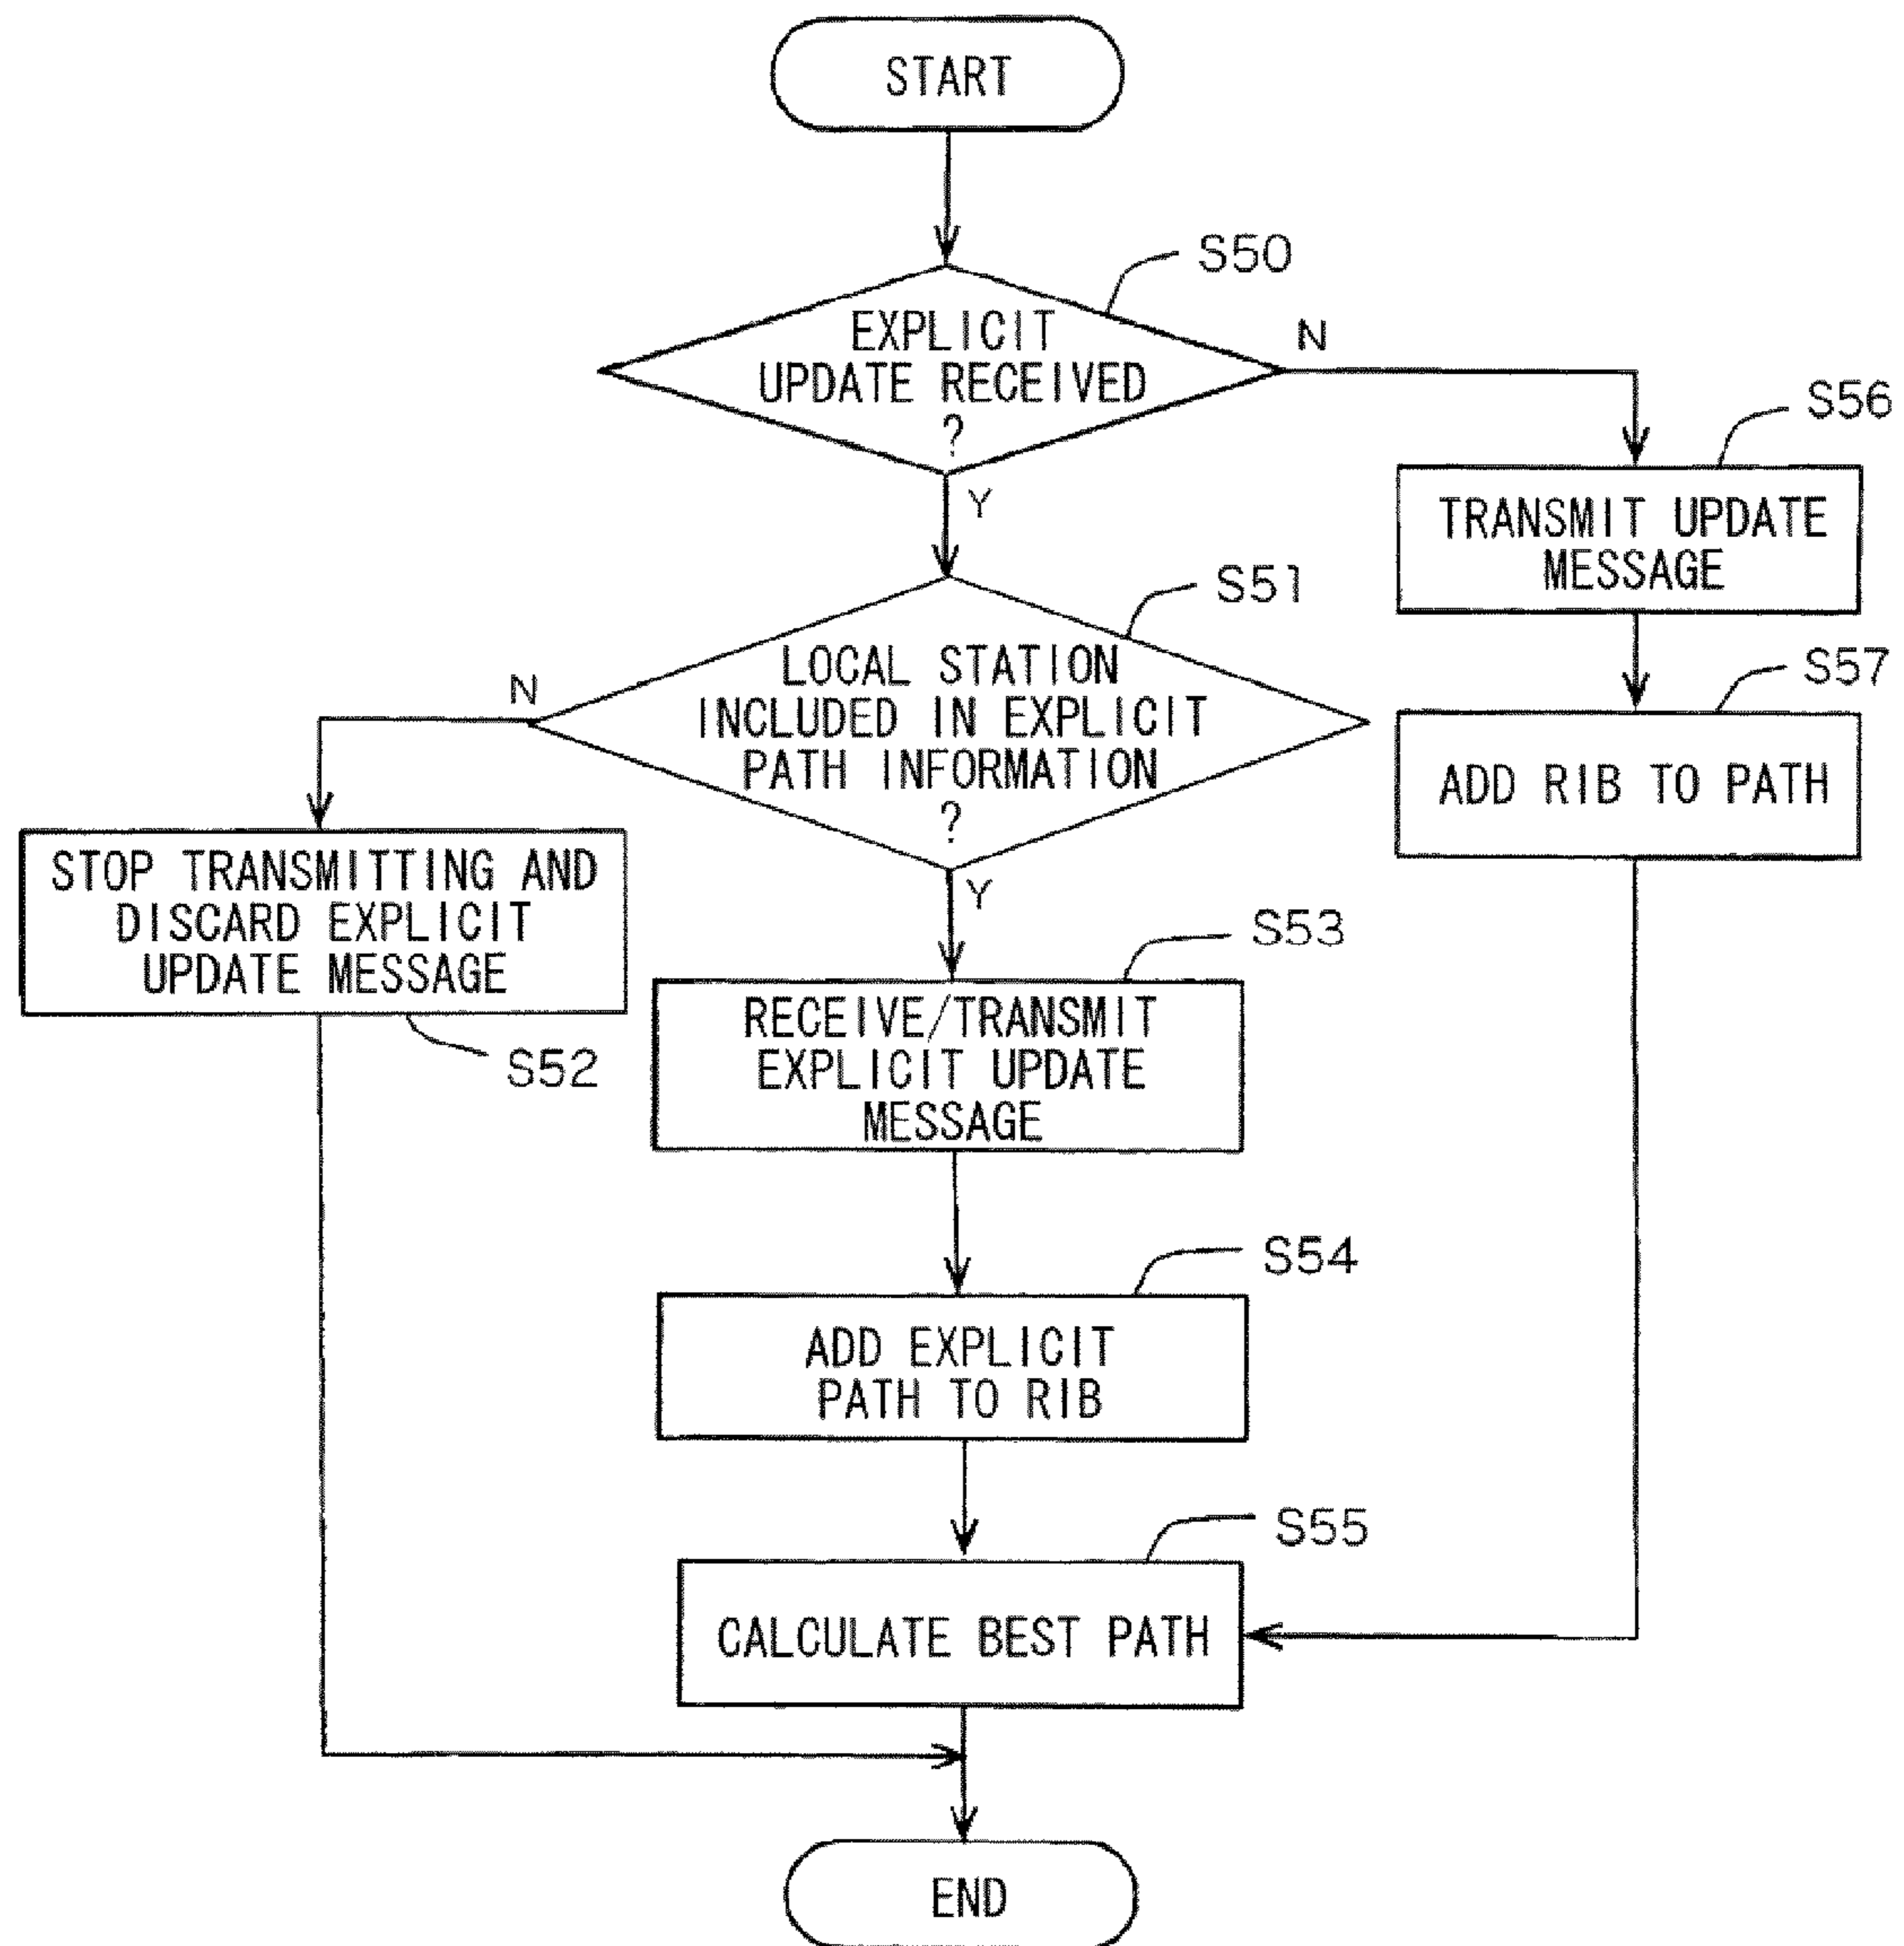 START
S50
EXPLICIT
UPDATE RECEIVED
?
N
Y
S56
TRANSMIT UPDATE
MESSAGE
S51
LOCAL STATION
INCLUDED IN EXPLICIT
PATH INFORMATION
?
N
Y
S57
ADD RIB TO PATH
STOP TRANSMITTING AND
DISCARD EXPLICIT
UPDATE MESSAGE
S52
S53
RECEIVE/TRANSMIT
EXPLICIT UPDATE
MESSAGE
S54
ADD EXPLICIT
PATH TO RIB
S55
CALCULATE BEST PATH
END